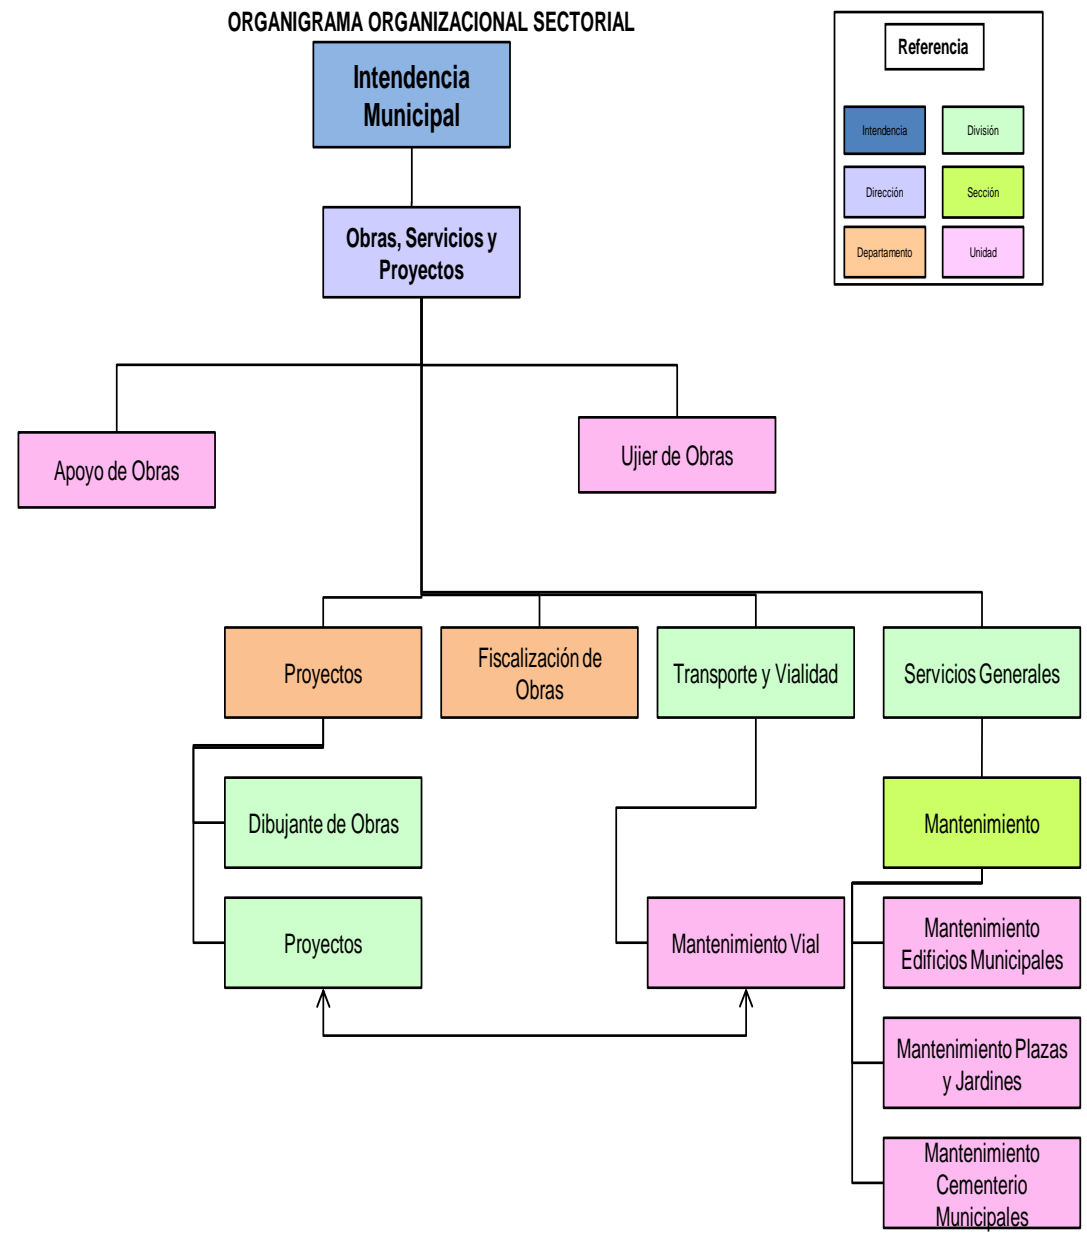 ORGANIGRAMA ORGANIZACIONAL SECTORIAL
Intendencia
Municipal
Obras, Servicios y
Proyectos
Referencia
Intendencia
División
Dirección
Sección
Departamento
Unidad
Apoyo de Obras
Ujier de Obras
Proyectos
Fiscalización de
Obras
Transporte y Vialidad
Servicios Generales
Dibujante de Obras
Mantenimiento
Proyectos
Mantenimiento Vial
Mantenimiento
Edificios Municipales
Mantenimiento Plazas
y Jardines
Mantenimiento
Cementerio
Municipales